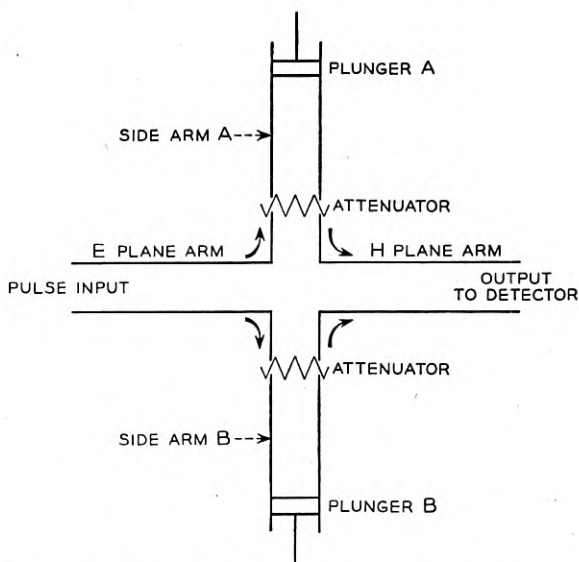 PLUNGER A
SIDE ARM A
ATTENUATOR
E PLANE ARM
H PLANE ARM
PULSE INPUT
OUTPUT
TO DETECTOR
ATTENUATOR
SIDE ARM B
PLUNGER B